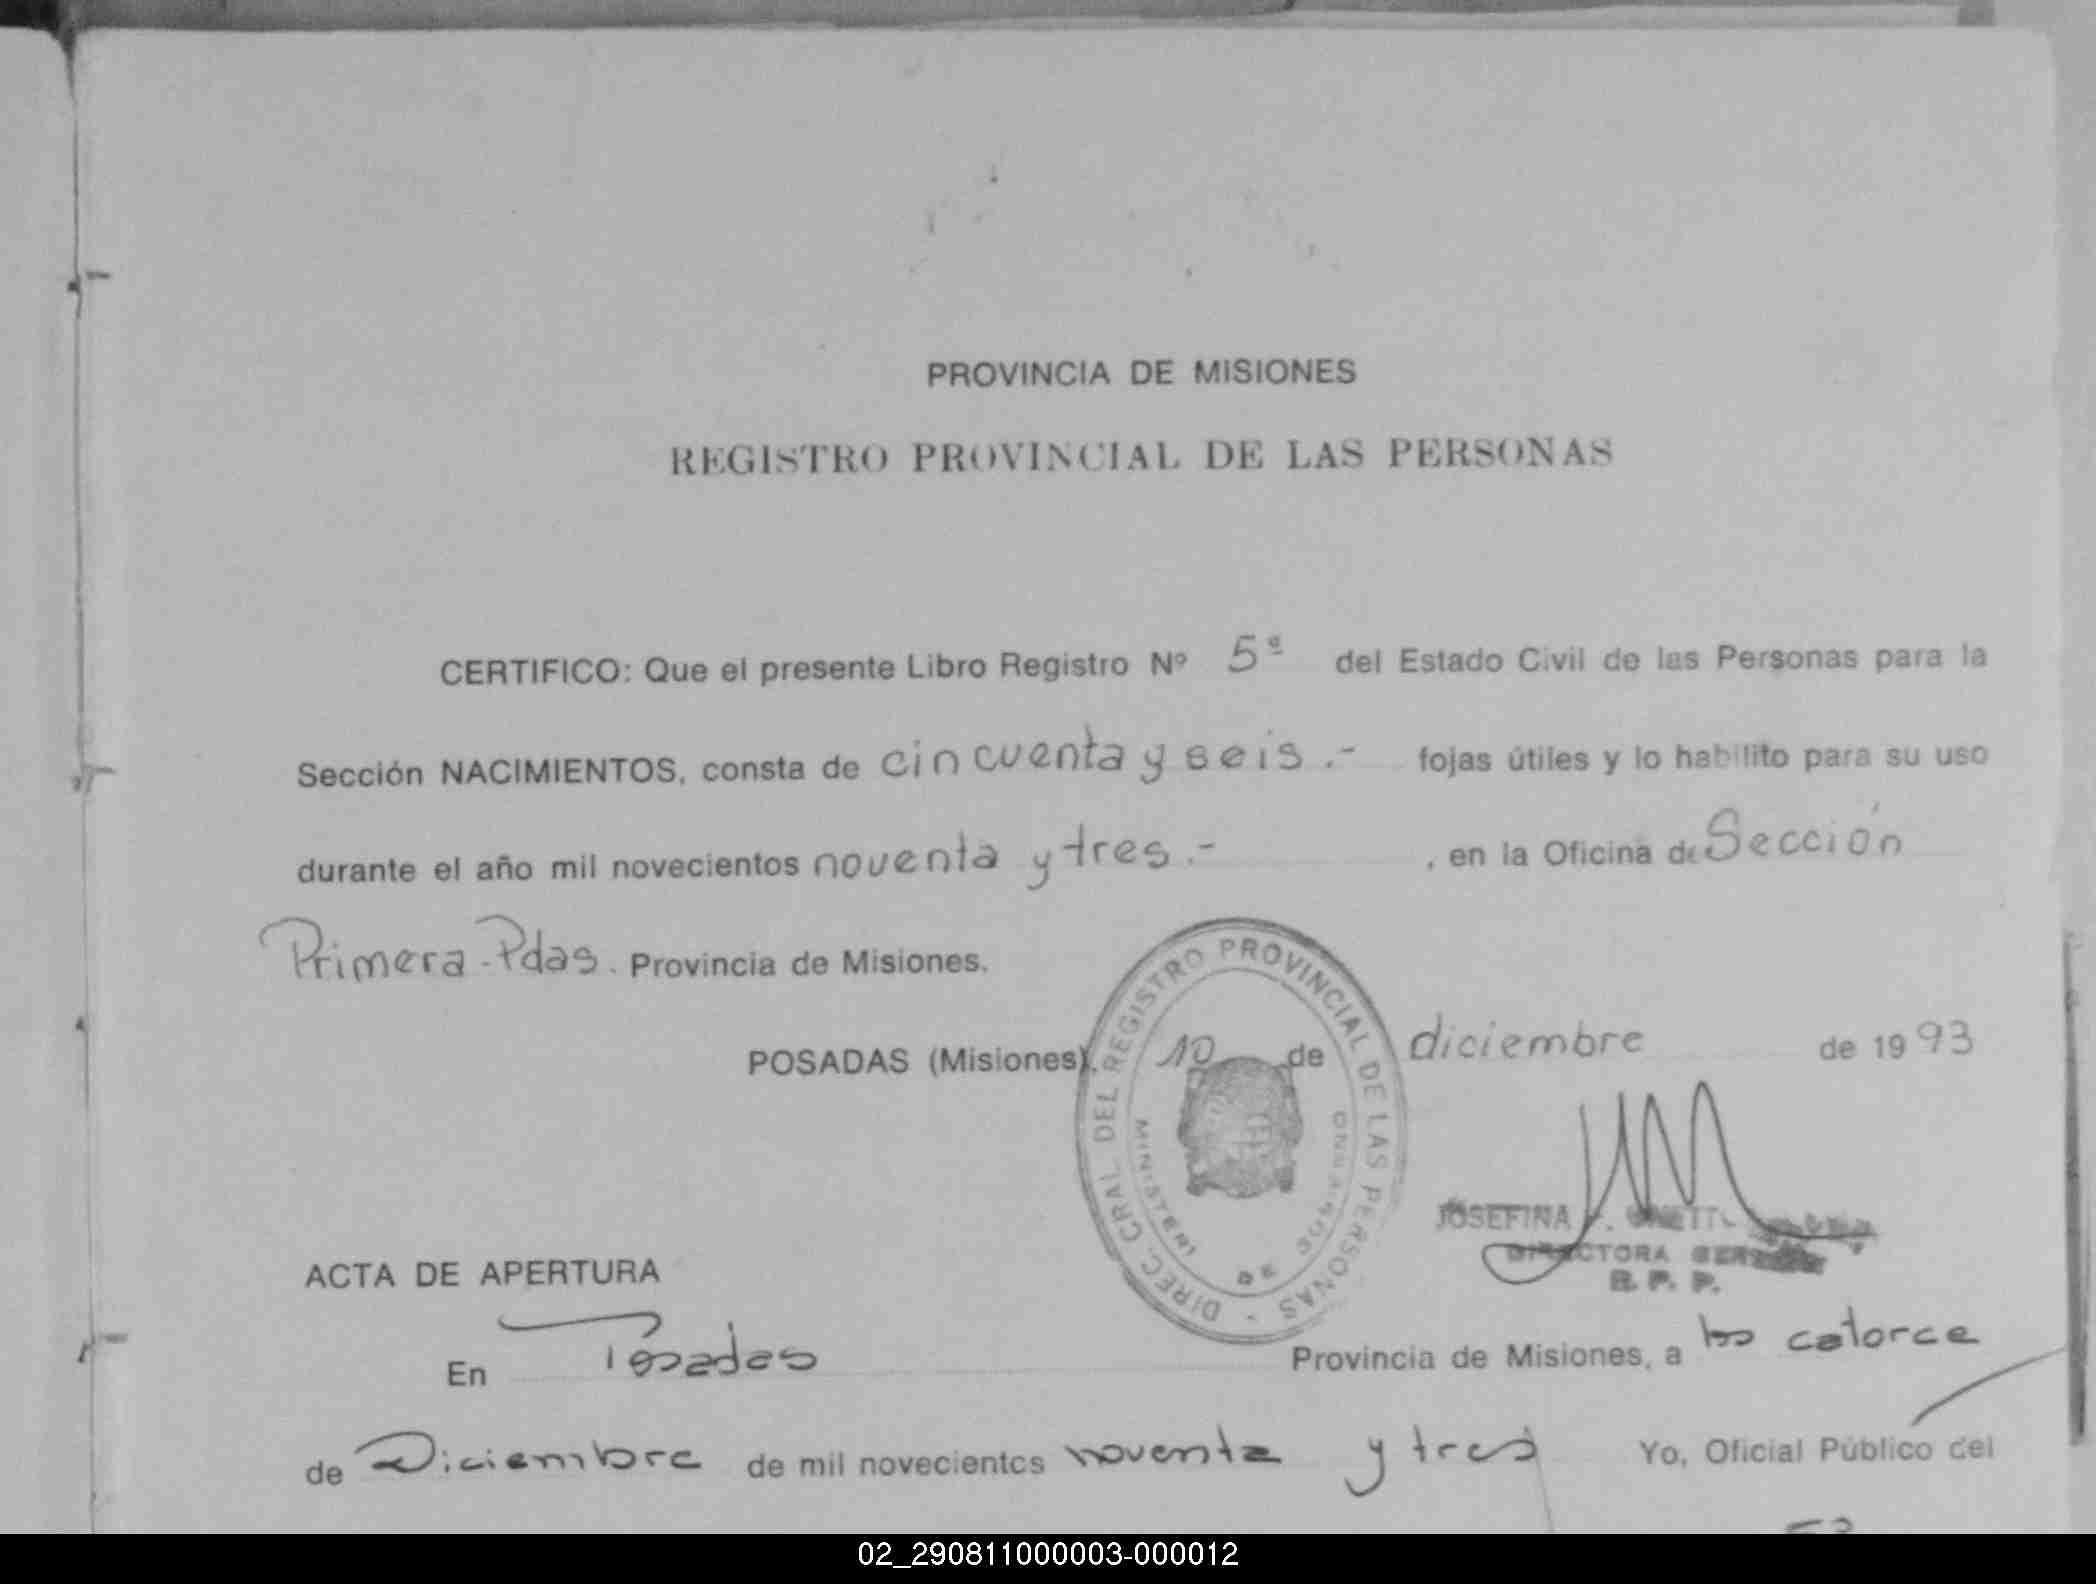 PROVINCIA DE MISIONES
REGISTRO PROVINCIAL DE LAS PERSONAS
CERTIFICO: Que el presente Libro Registro Nº 5º del Estado Civil de las Personas para la
Sección NACIMIENTOS, consta de cincuenta y seis .- fojas útiles y lo habilito para su uso
durante el año mil novecientos noventa y tres .- , en la Oficina de Sección
Primera - Pdas. Provincia de Misiones.
POSADAS (Misiones), 10 de diciembre de 1993
DIREC. GRAL. DEL REGISTRO PROVINCIAL DE LAS PERSONAS -
MINISTERI DE GOBIERNO
JOSEFINA
DIRECTORA
R. P. P.
ACTA DE APERTURA
En Posadas Provincia de Misiones, a los catorce
de Diciembre de mil novecientos noventa y tres Yo, Oficial Público del
02_290811000003-000012